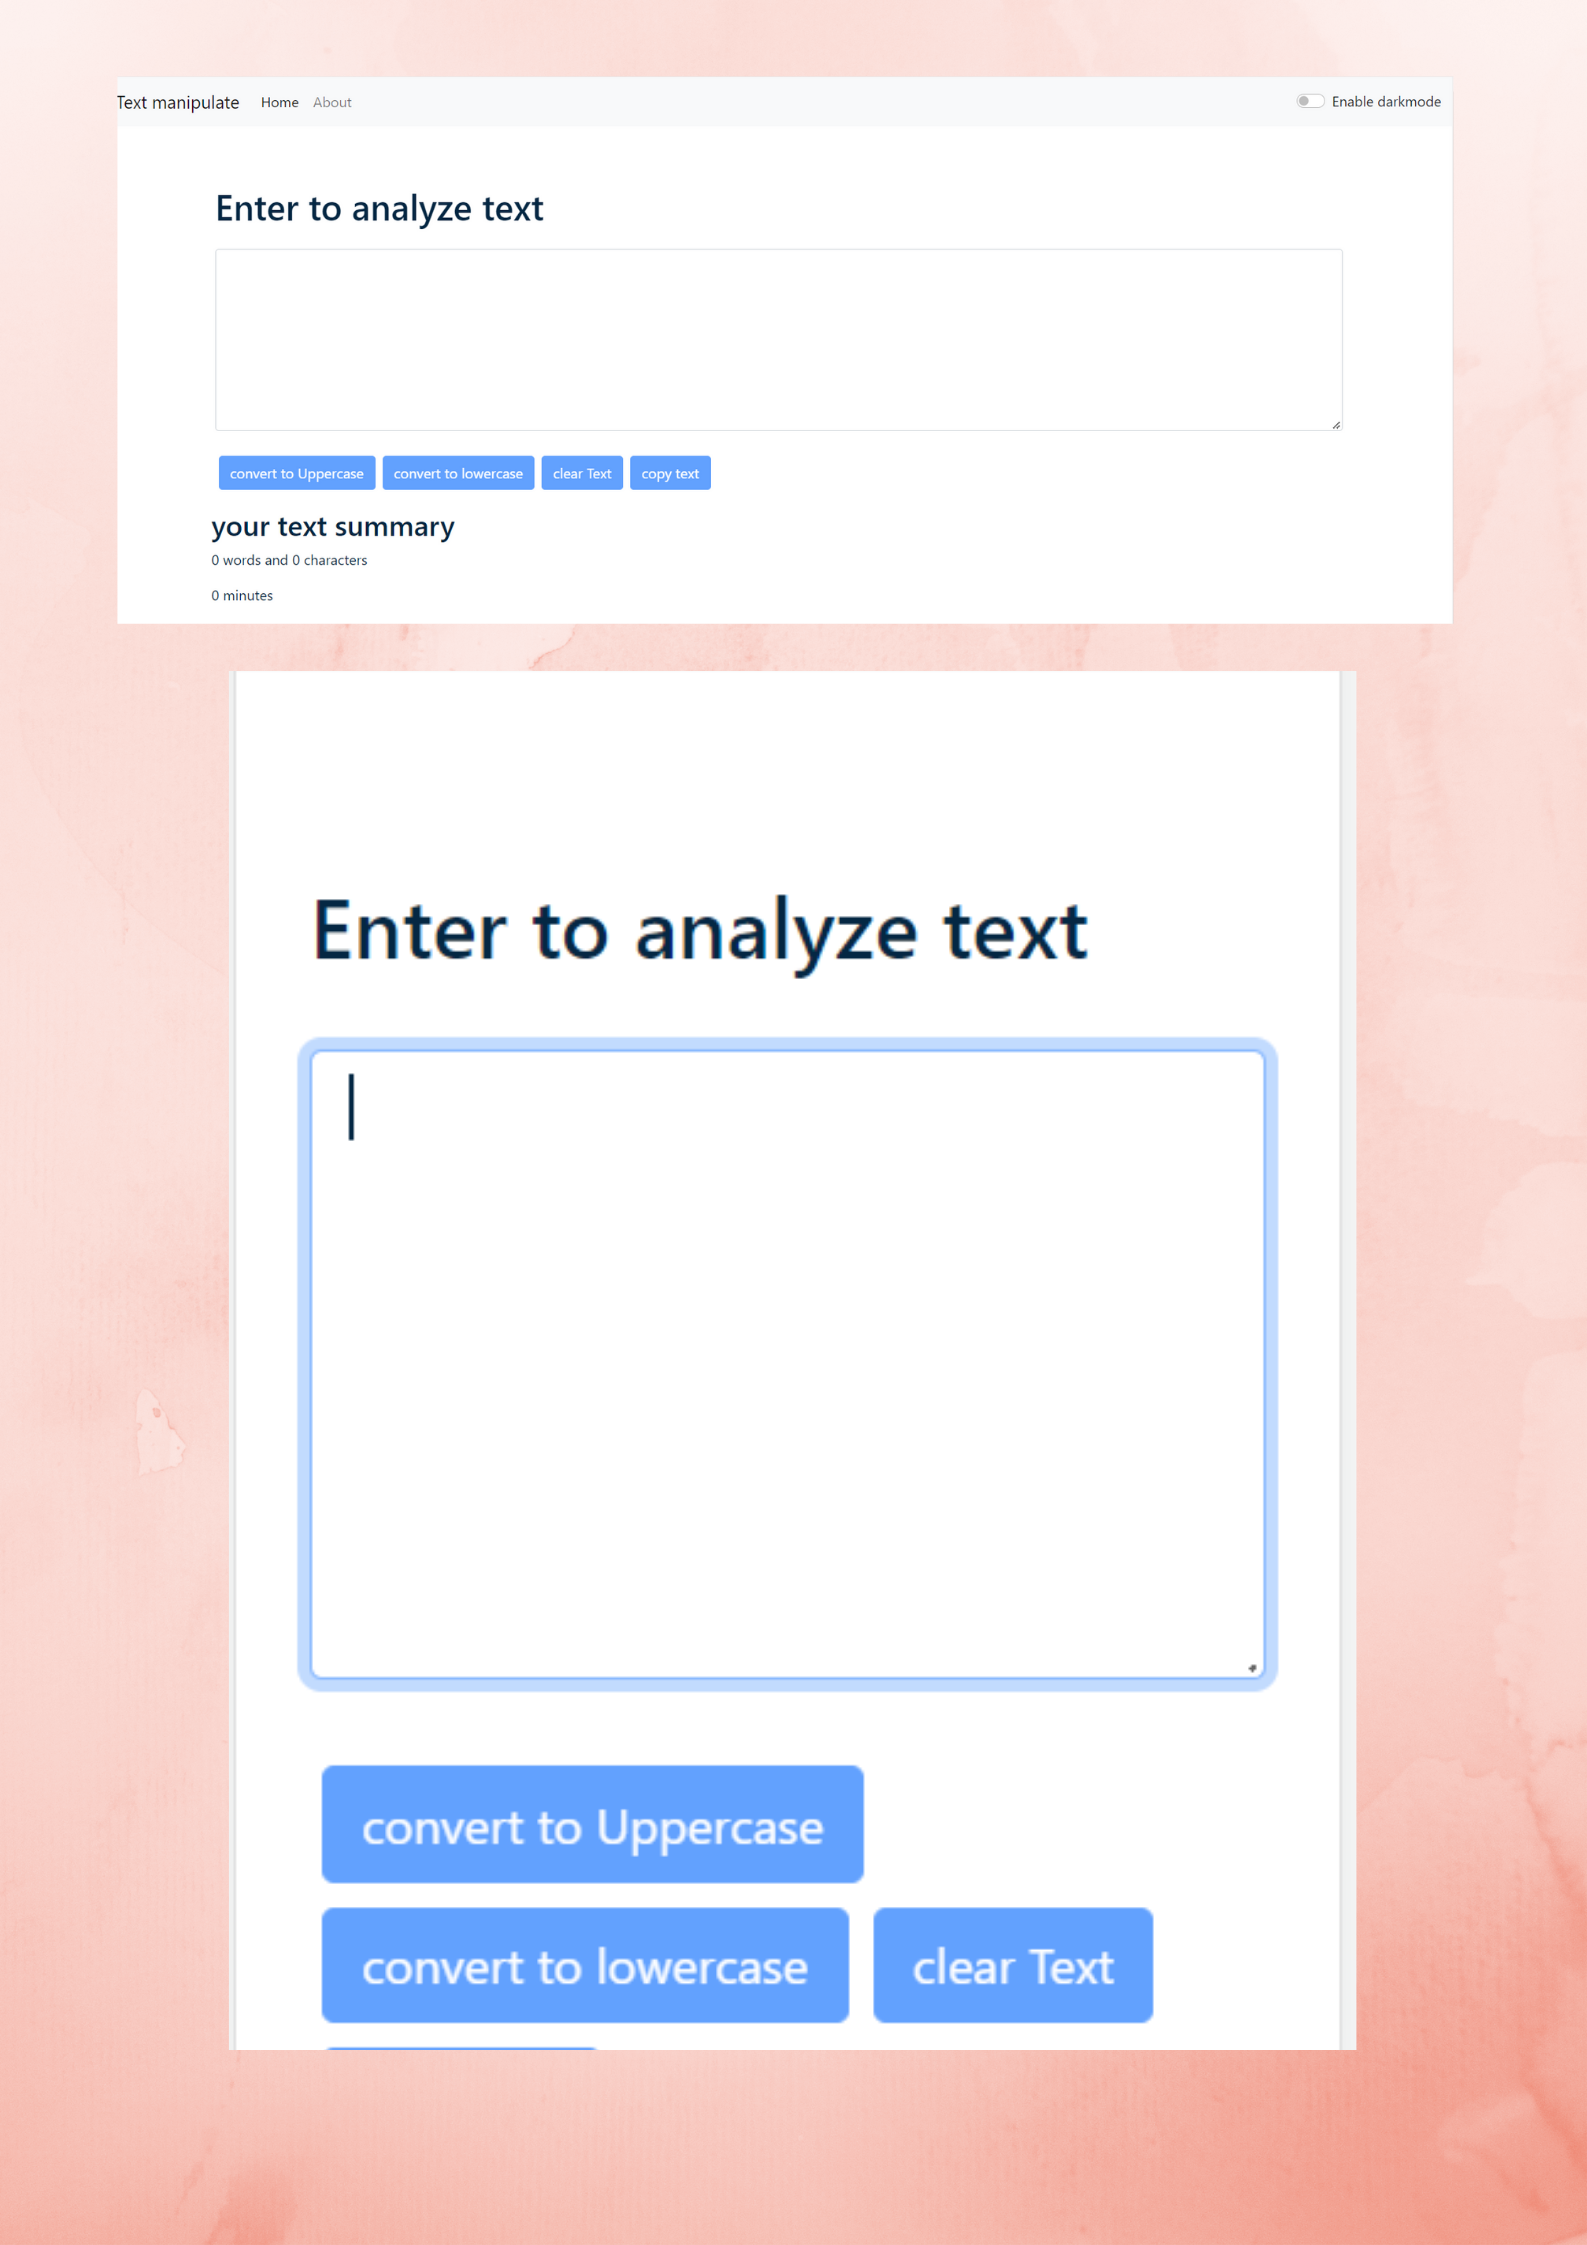 Text manipulate Home About Enable darkmode
Enter to analyze text
convert to Uppercase convert to lowercase clear Text copy text
your text summary
0 words and 0 characters
0 minutes
Enter to analyze text
convert to Uppercase
convert to lowercase clear Text